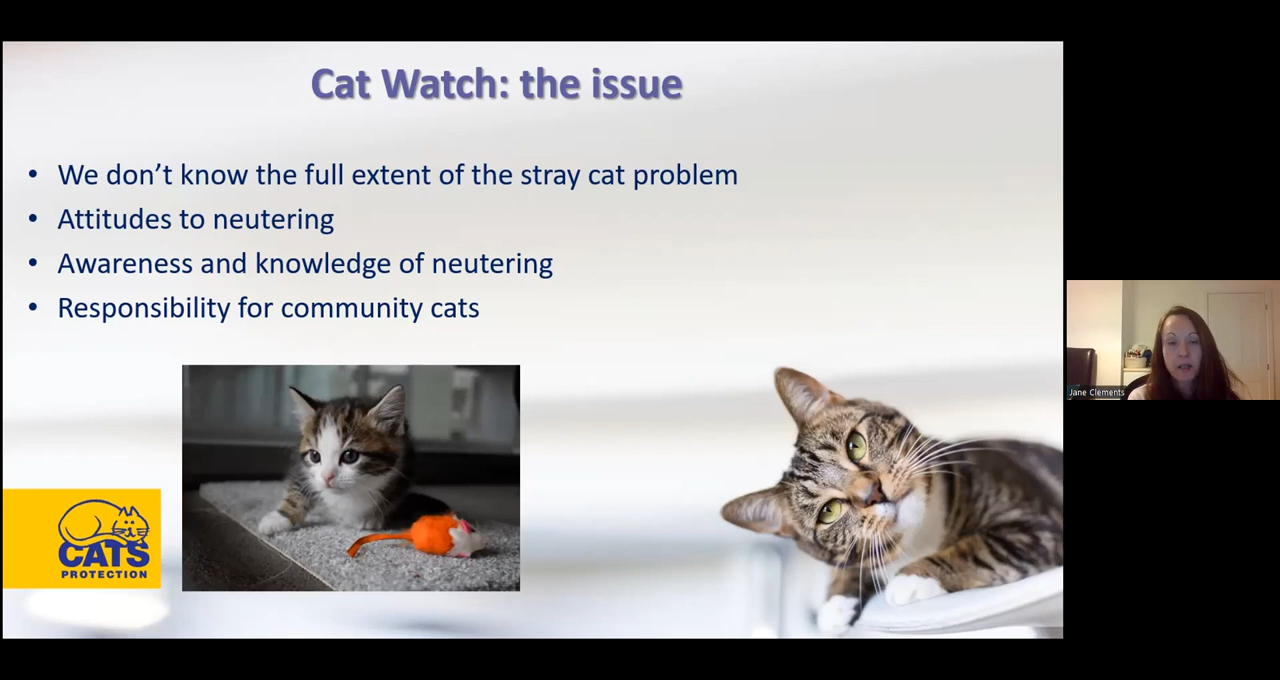 Cat Watch: the issue
• We don’t know the full extent of the stray cat problem
• Attitudes to neutering
• Awareness and knowledge of neutering
• Responsibility for community cats
CATS
PROTECTION
Jane Clements